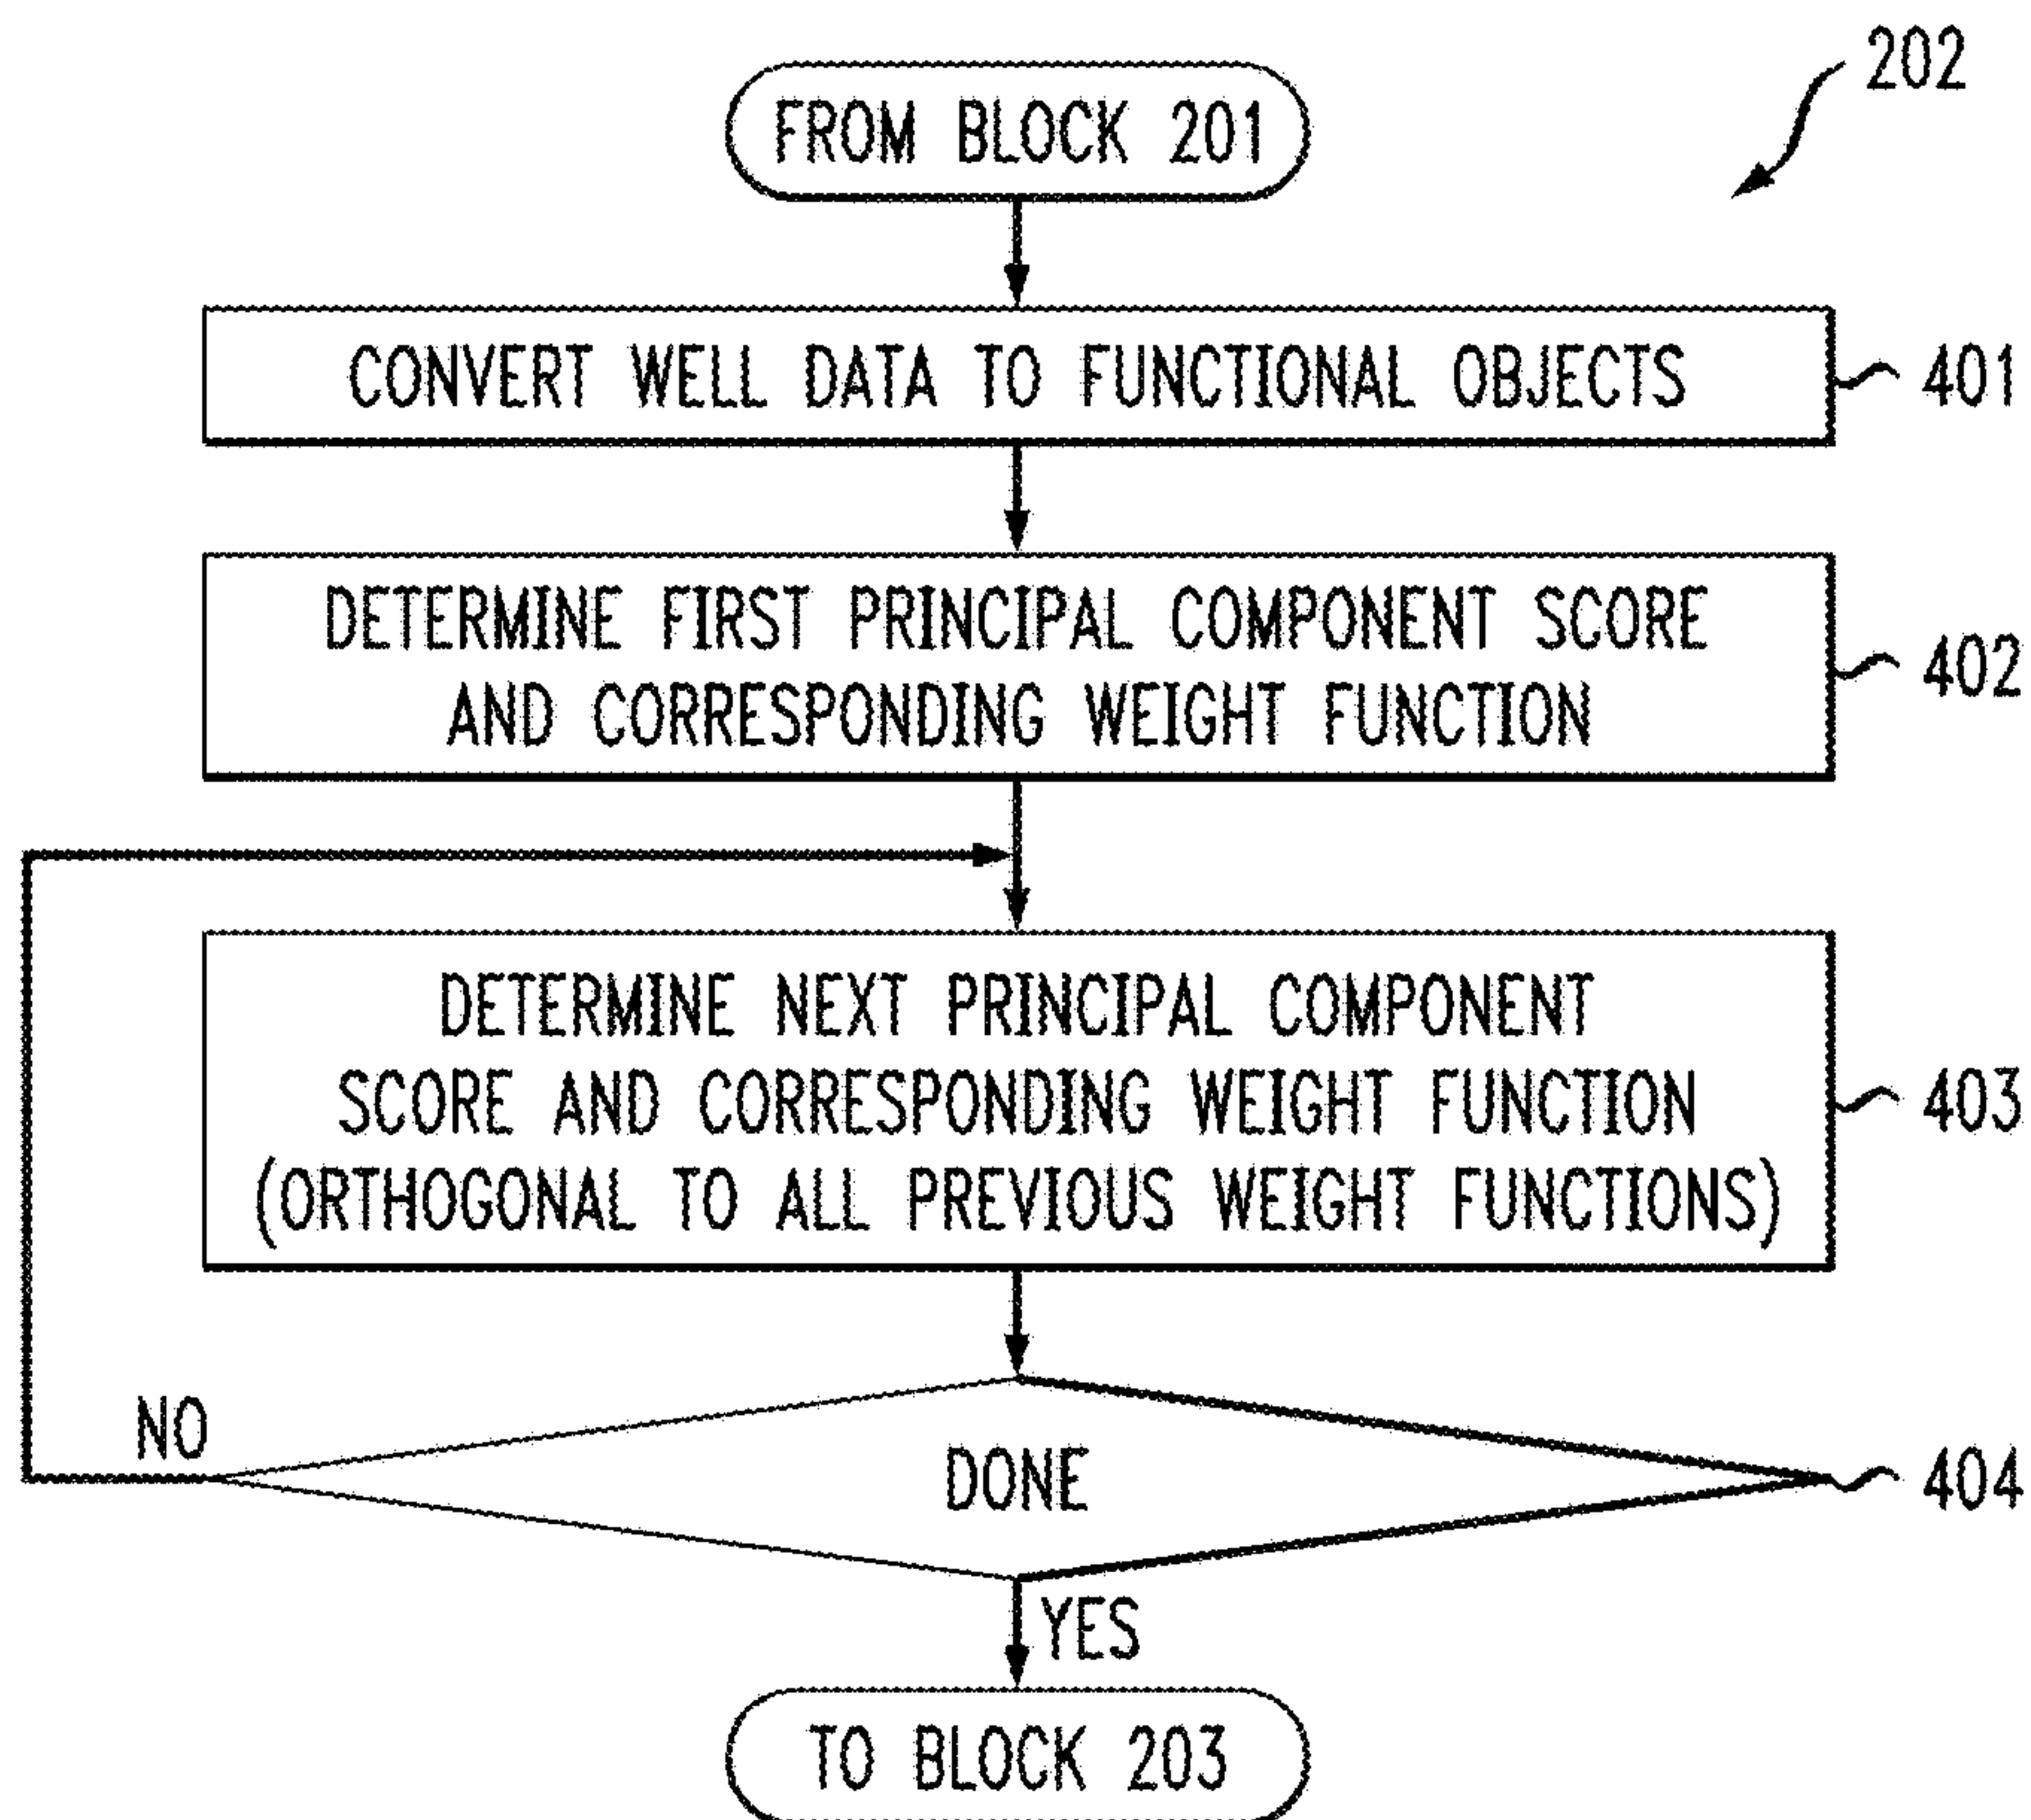 202
FROM BLOCK 201
CONVERT WELL DATA TO FUNCTIONAL OBJECTS
401
DETERMINE FIRST PRINCIPAL COMPONENT SCORE
AND CORRESPONDING WEIGHT FUNCTION
402
DETERMINE NEXT PRINCIPAL COMPONENT
SCORE AND CORRESPONDING WEIGHT FUNCTION
(ORTHOGONAL TO ALL PREVIOUS WEIGHT FUNCTIONS)
403
NO
DONE
404
YES
TO BLOCK 203